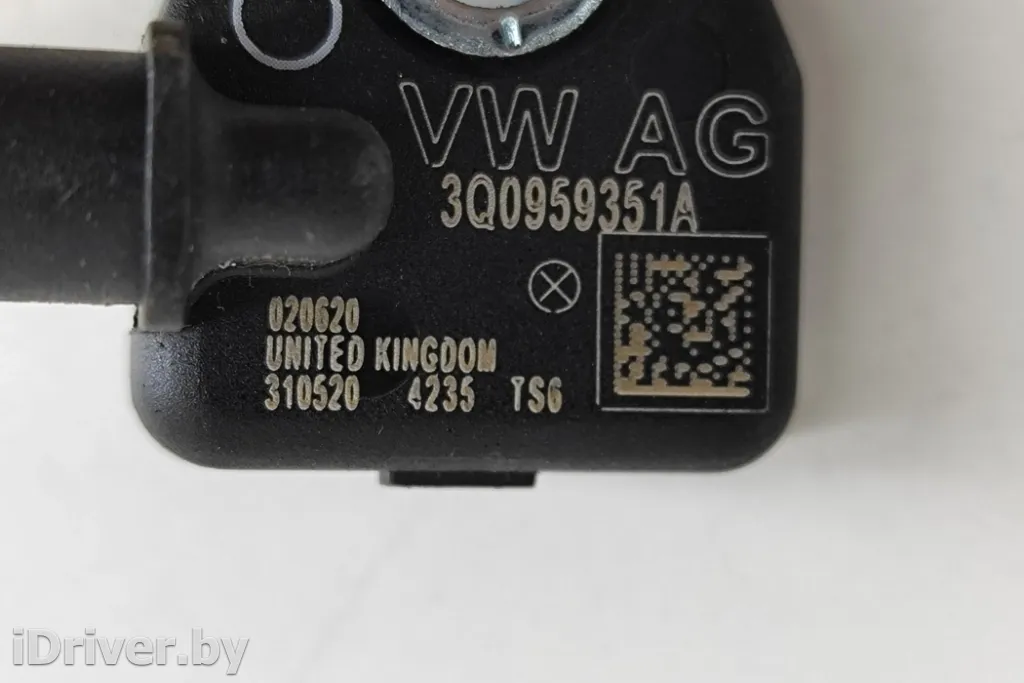 VW AG
3Q0959351A
020620
UNITED KINGDOM
310520 4235 TS6
iDriver.by